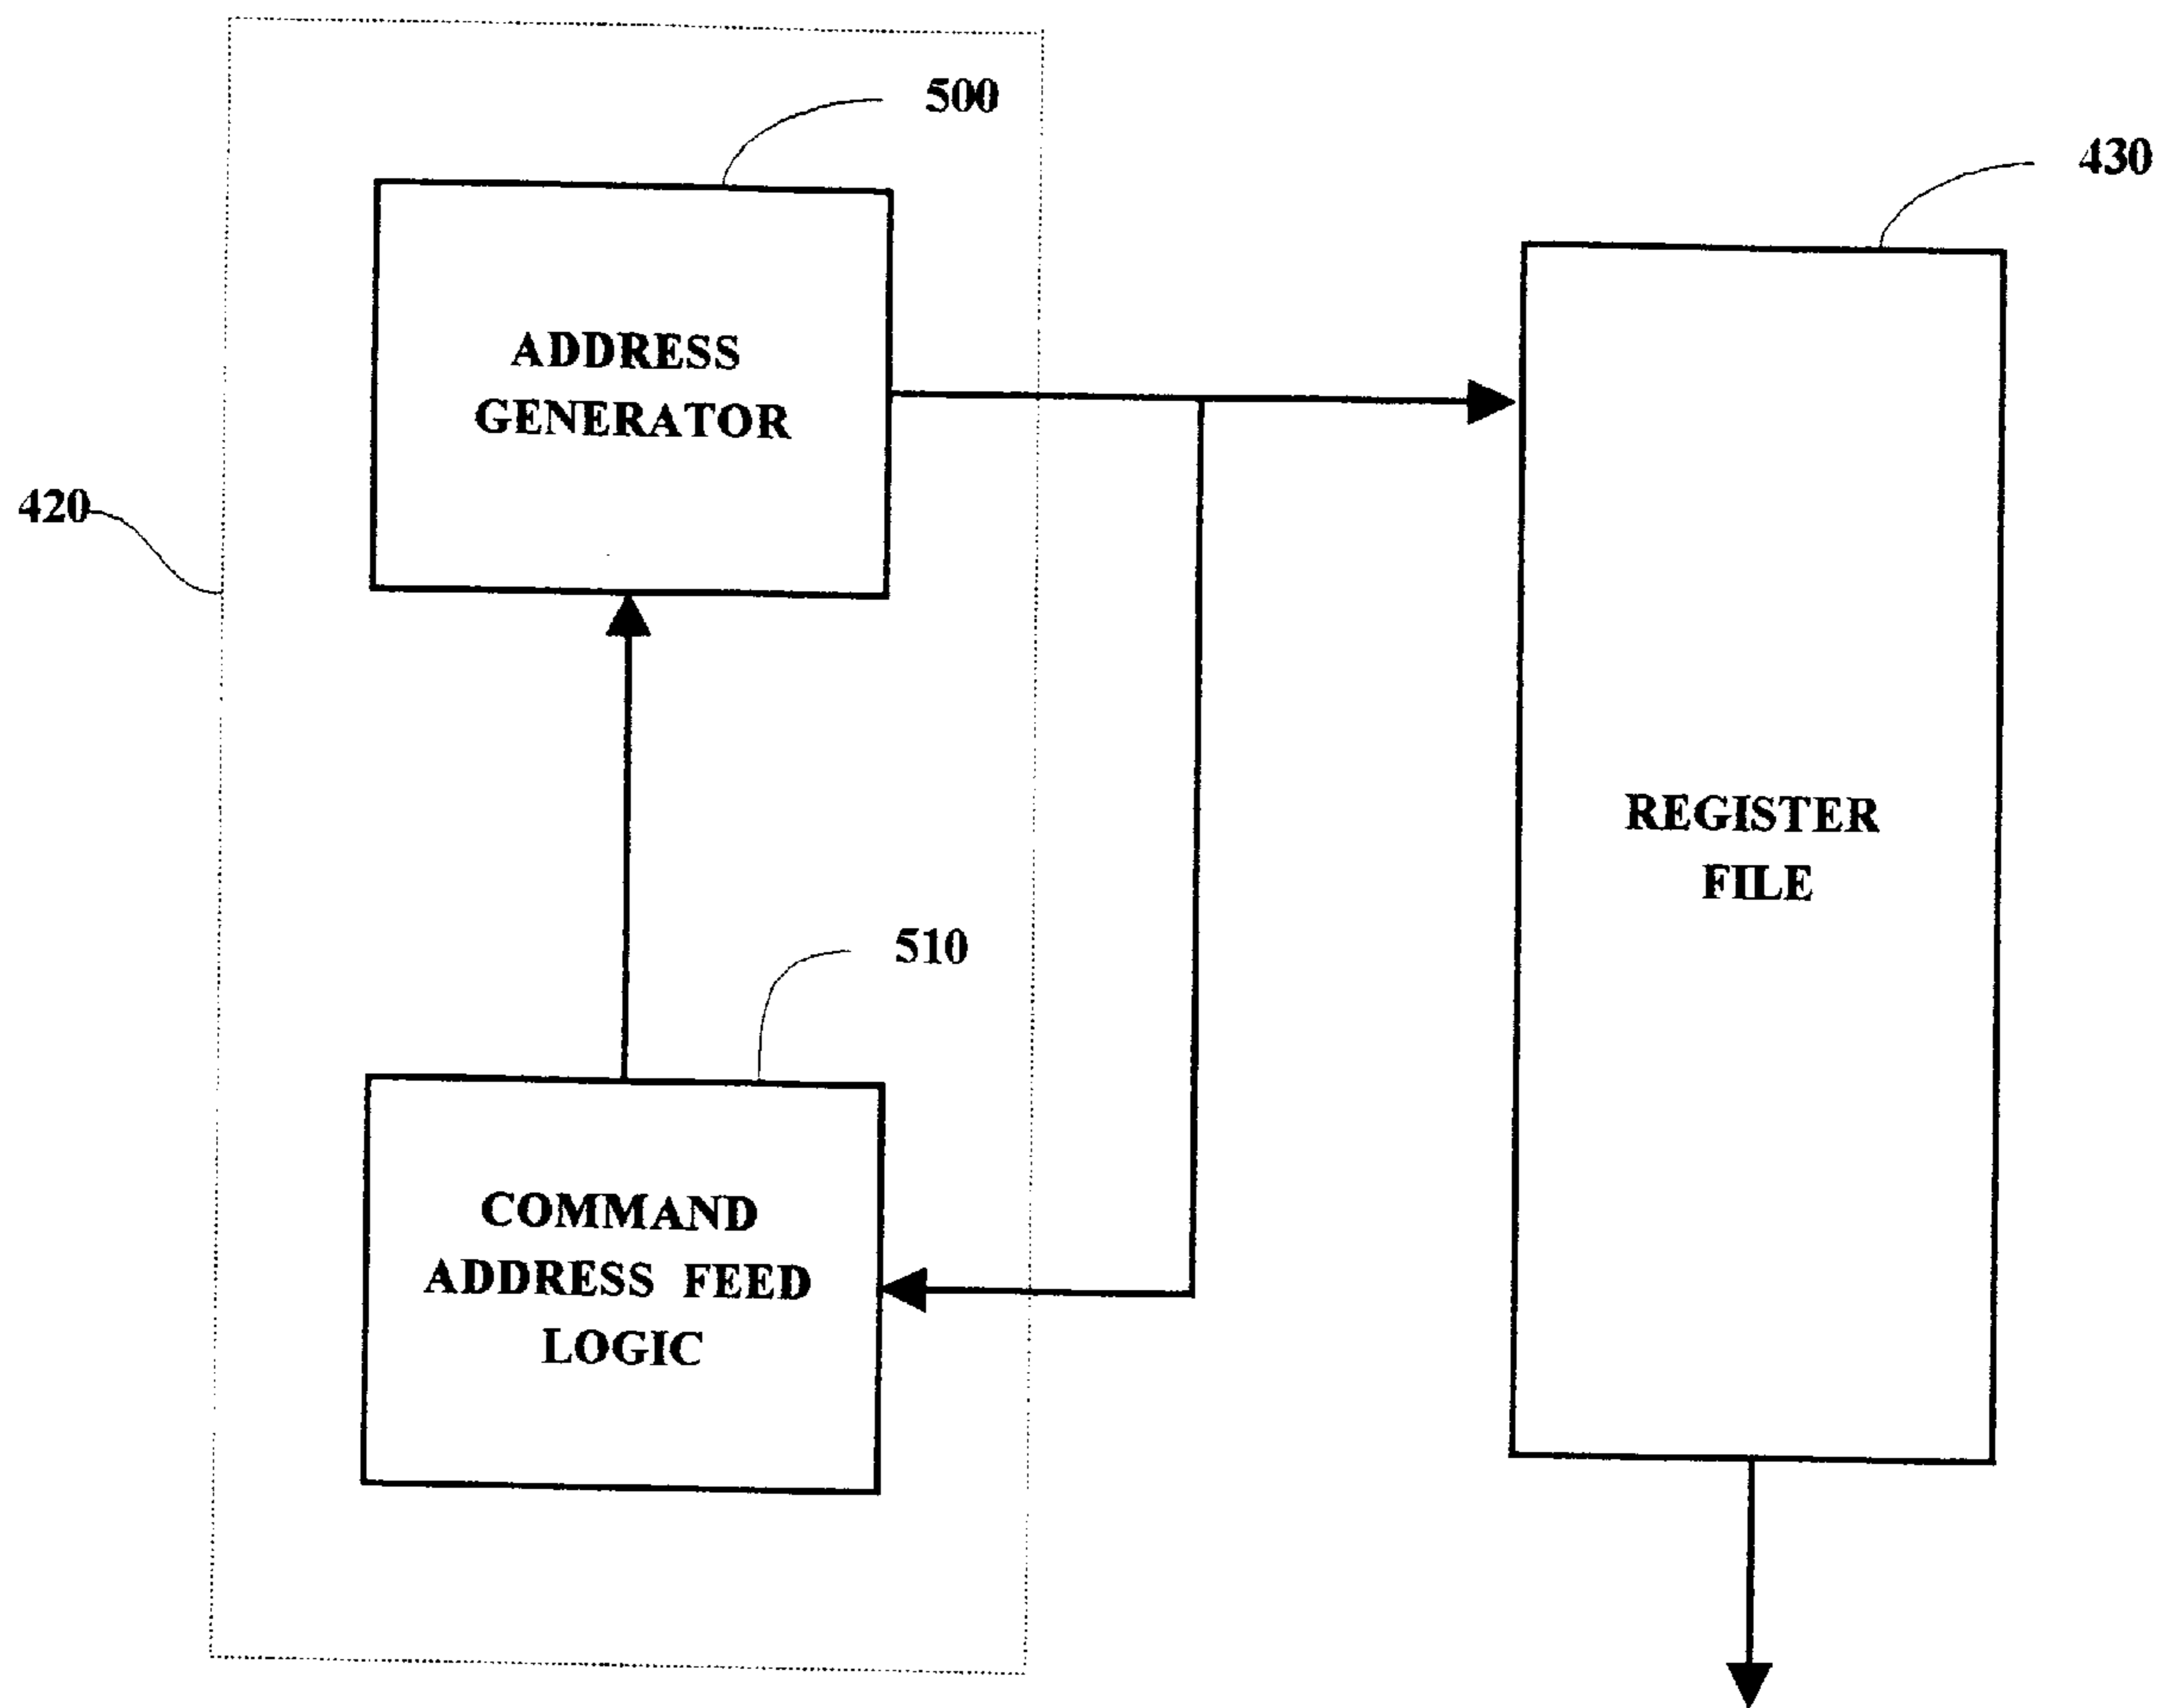 500
430
ADDRESS
GENERATOR
420
REGISTER
FILE
510
COMMAND
ADDRESS FEED
LOGIC